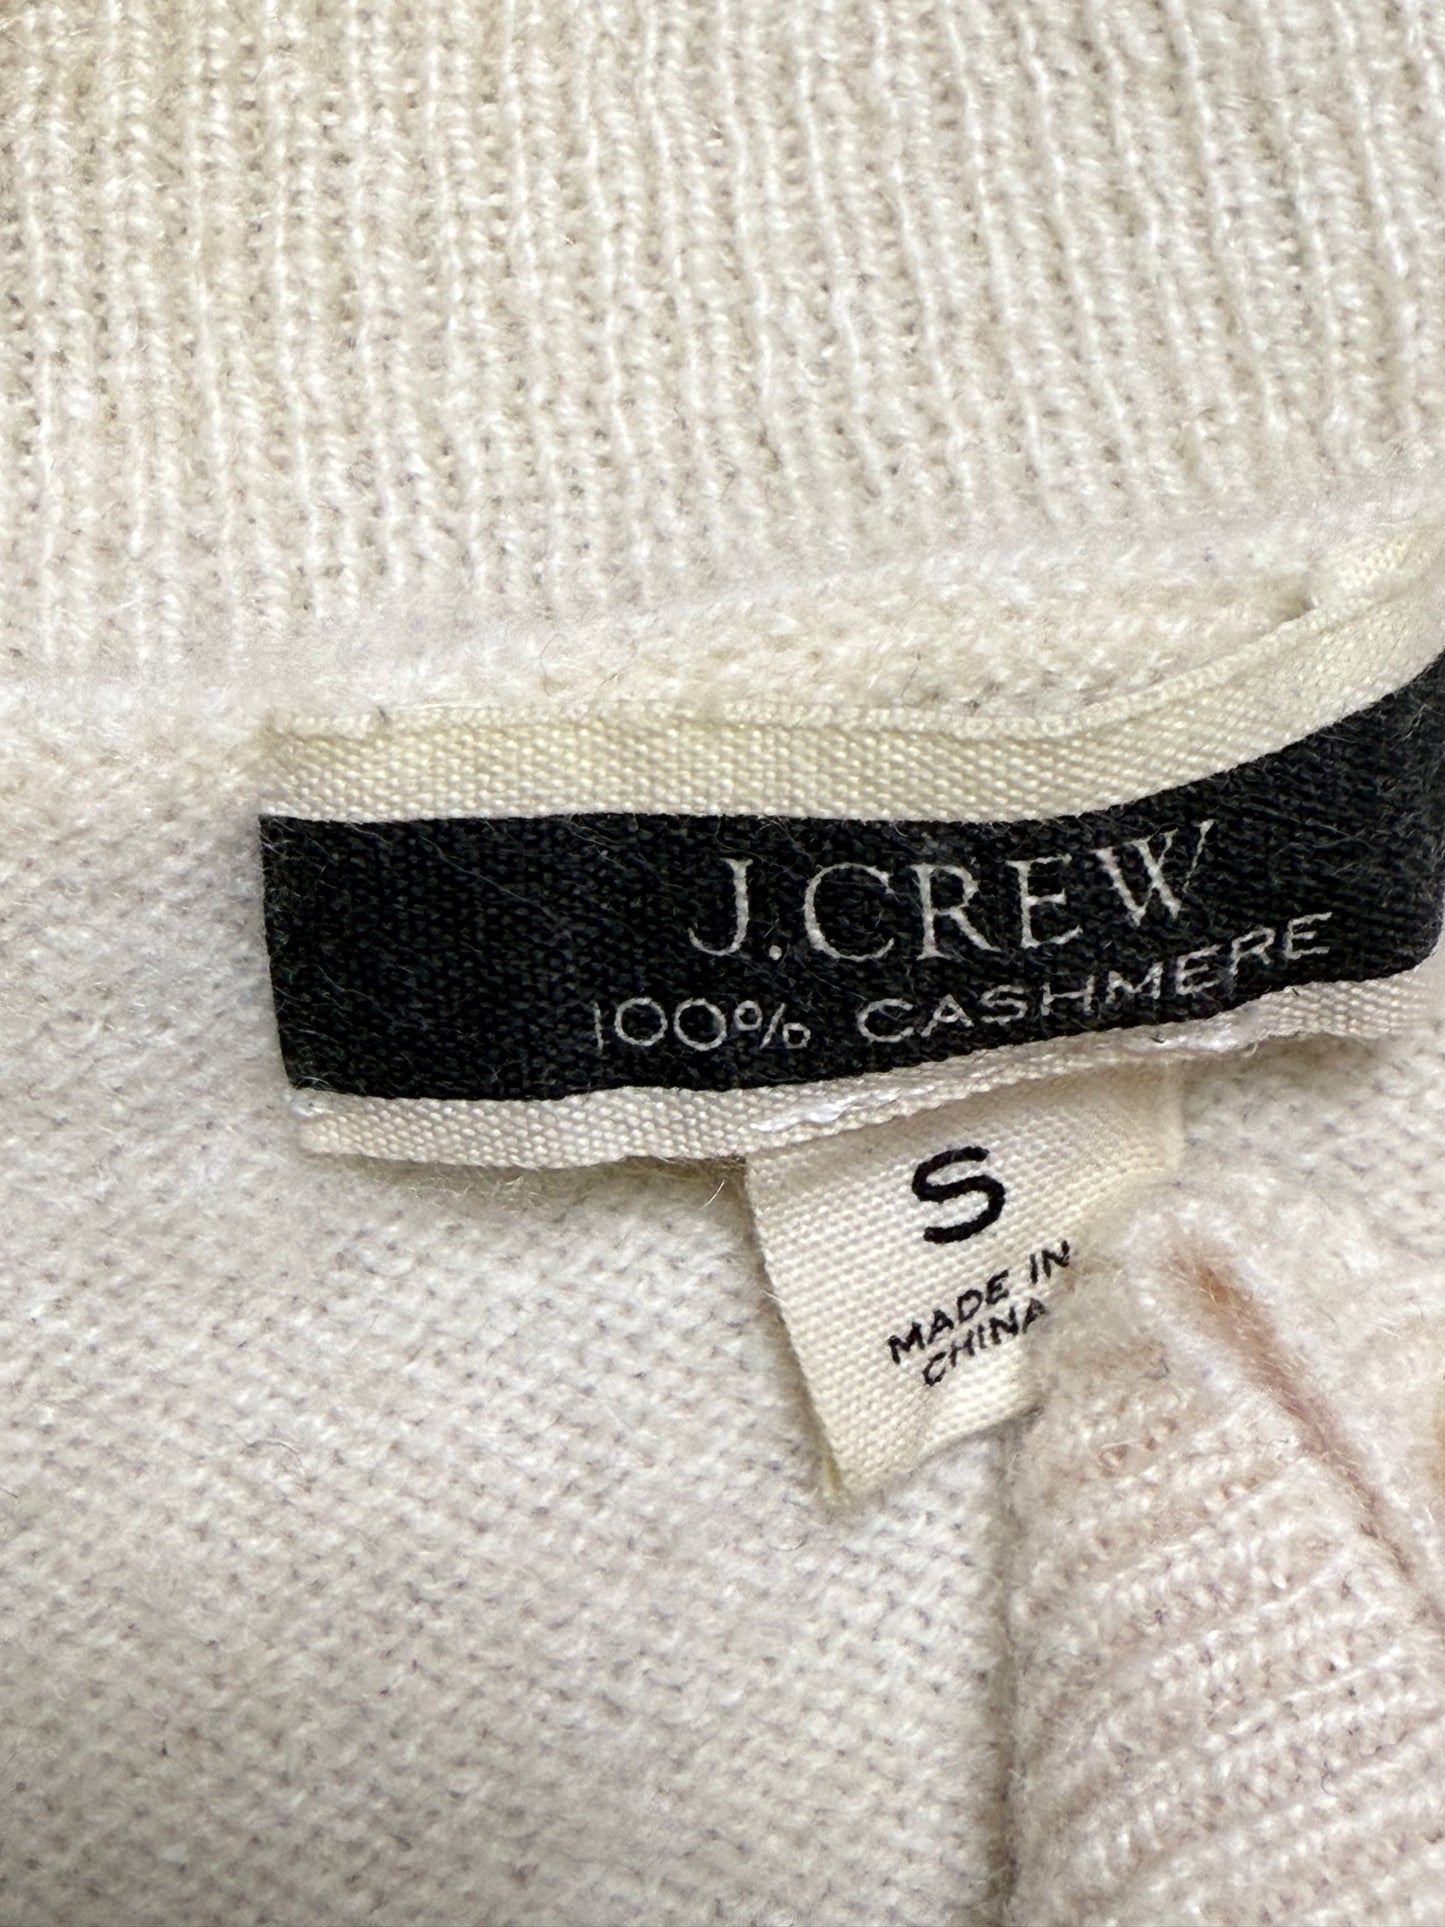 J.CREW
100% CASHMERE
S
MADE IN
CHINA